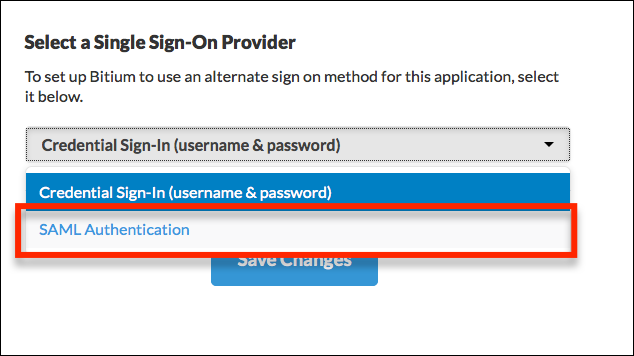 Select a Single Sign-On Provider
To set up Bitium to use an alternate sign on method for this application, select
it below.
Credential Sign-In (username & password)
Credential Sign-In (username & password)
SAML Authentication
Save Changes